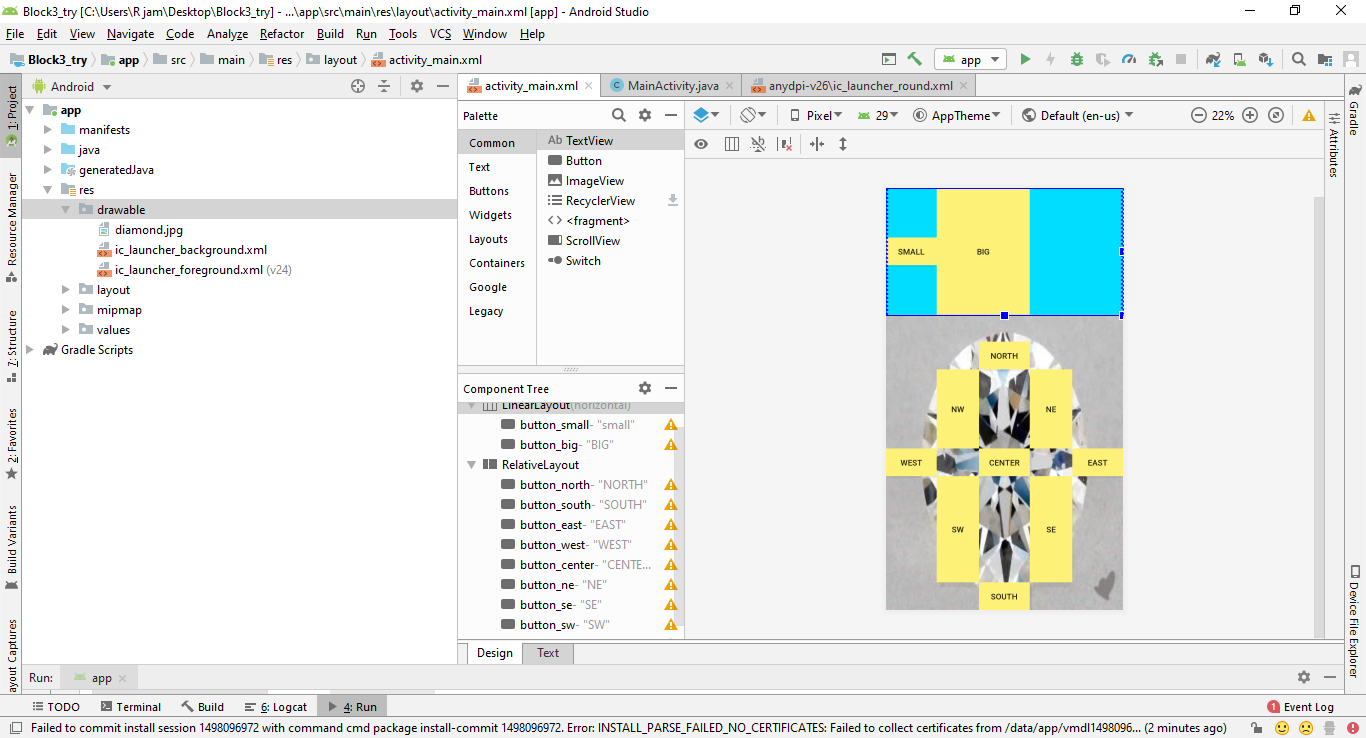 Block3_try [C:\Users\R jam\Desktop\Block3_try] - ...\app\src\main\res\layout\activity_main.xml [app] - Android Studio
File Edit View Navigate Code Analyze Refactor Build Run Tools VCS Window Help
Block3_try app src main res layout activity_main.xml app
1: Project
Resource Manager
7: Structure
2: Favorites
Build Variants
ayout Captures
Android
app
manifests
java
generatedJava
res
drawable
diamond.jpg
ic_launcher_background.xml
ic_launcher_foreground.xml (v24)
layout
mipmap
values
Gradle Scripts
activity_main.xml MainActivity.java anydpi-v26\ic_launcher_round.xml
Palette
Common
Text
Buttons
Widgets
Layouts
Containers
Google
Legacy
Ab TextView
Button
ImageView
RecyclerView
<fragment>
ScrollView
Switch
Pixel 29 AppTheme Default (en-us) 22%
Component Tree
LinearLayout(horizontal)
button_small- "small"
button_big- "BIG"
RelativeLayout
button_north- "NORTH"
button_south- "SOUTH"
button_east- "EAST"
button_west- "WEST"
button_center- "CENTE...
button_ne- "NE"
button_se- "SE"
button_sw- "SW"
SMALL BIG
NORTH
NW NE
WEST CENTER EAST
SW SE
SOUTH
Gradle
Attributes
Device File Explorer
Design Text
Run: app
TODO Terminal Build 6: Logcat 4: Run 1 Event Log
Failed to commit install session 1498096972 with command cmd package install-commit 1498096972. Error: INSTALL_PARSE_FAILED_NO_CERTIFICATES: Failed to collect certificates from /data/app/vmdl1498096... (2 minutes ago)